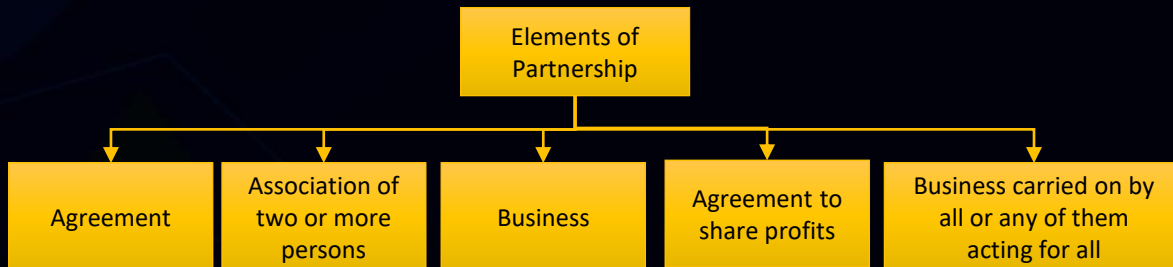 Elements of
Partnership
Agreement
Association of
two or more
persons
Business
Agreement to
share profits
Business carried on by
all or any of them
acting for all